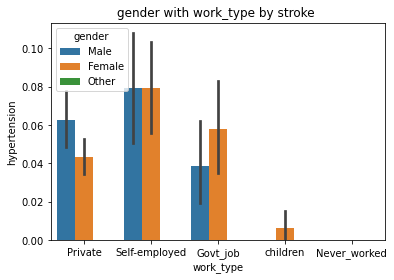 gender with work_type by stroke
gender
Male
Female
Other
hypertension
0.10
0.08
0.06
0.04
0.02
0.00
Private
Self-employed
Govt_job
children
Never_worked
work_type